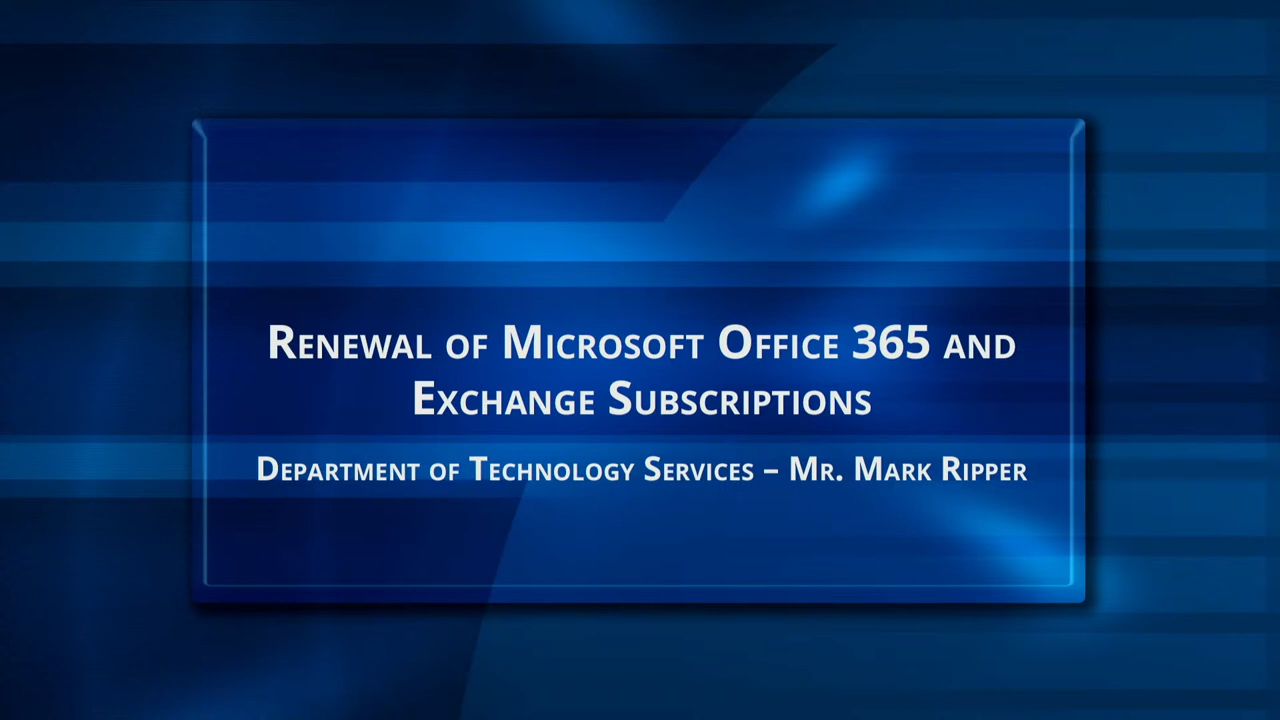 Renewal of Microsoft Office 365 and
Exchange Subscriptions
Department of Technology Services – Mr. Mark Ripper